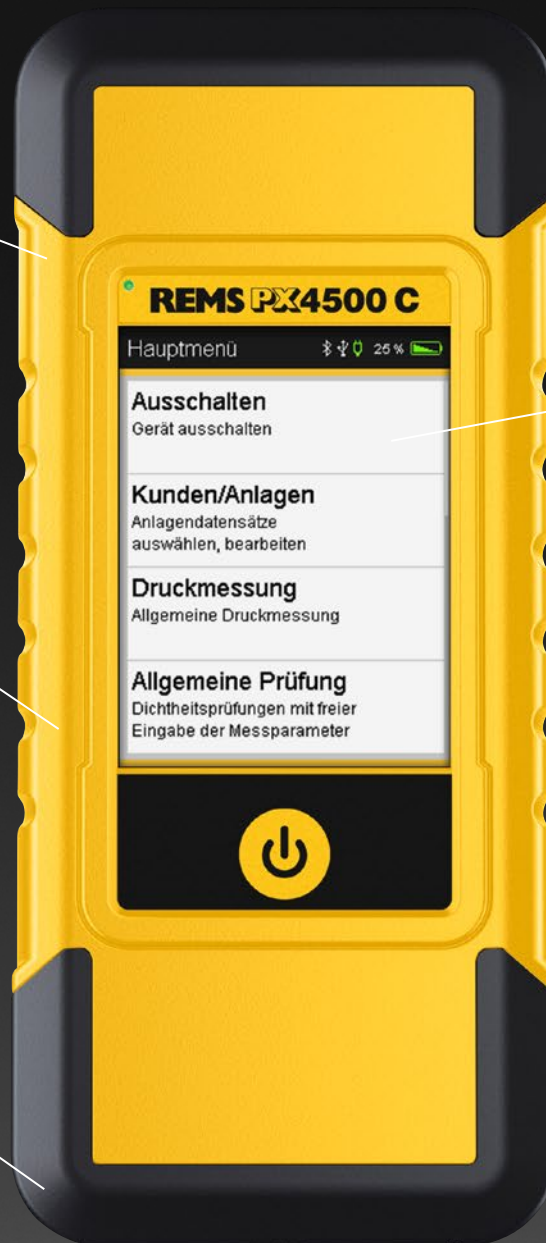 REMS PX4500 C
Hauptmenü 25 %
Ausschalten
Gerät ausschalten
Kunden/Anlagen
Anlagendatensätze
auswählen, bearbeiten
Druckmessung
Allgemeine Druckmessung
Allgemeine Prüfung
Dichtheitsprüfungen mit freier
Eingabe der Messparameter